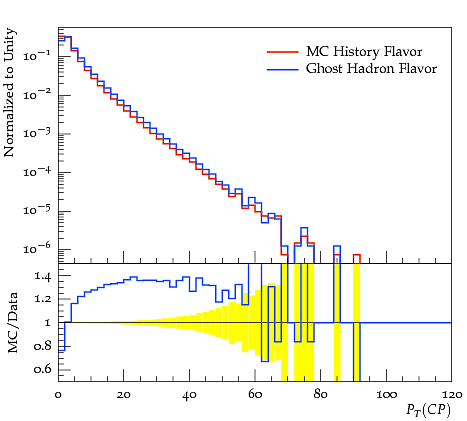 Normalized to Unity
10⁻¹
10⁻²
10⁻³
10⁻⁴
10⁻⁵
10⁻⁶
MC History Flavor
Ghost Hadron Flavor
MC/Data
1.4
1.2
1
0.8
0.6
0 20 40 60 80 100 120
P_T(CP)